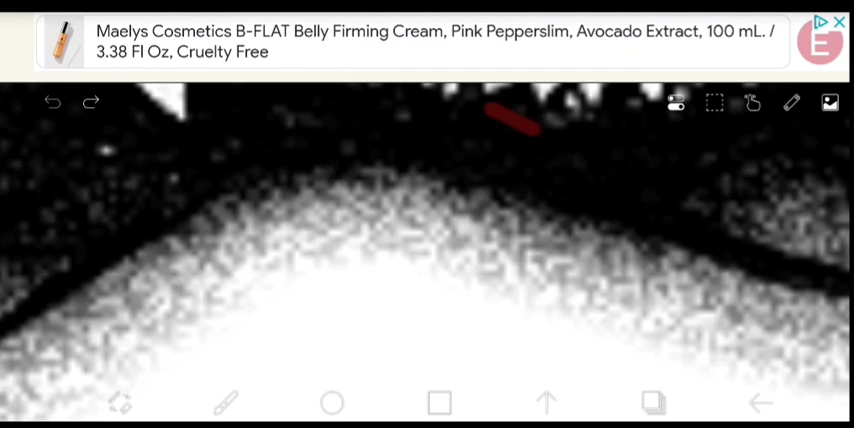 Maelys Cosmetics B-FLAT Belly Firming Cream, Pink Pepperslim, Avocado Extract, 100 mL. /
3.38 Fl Oz, Cruelty Free
E